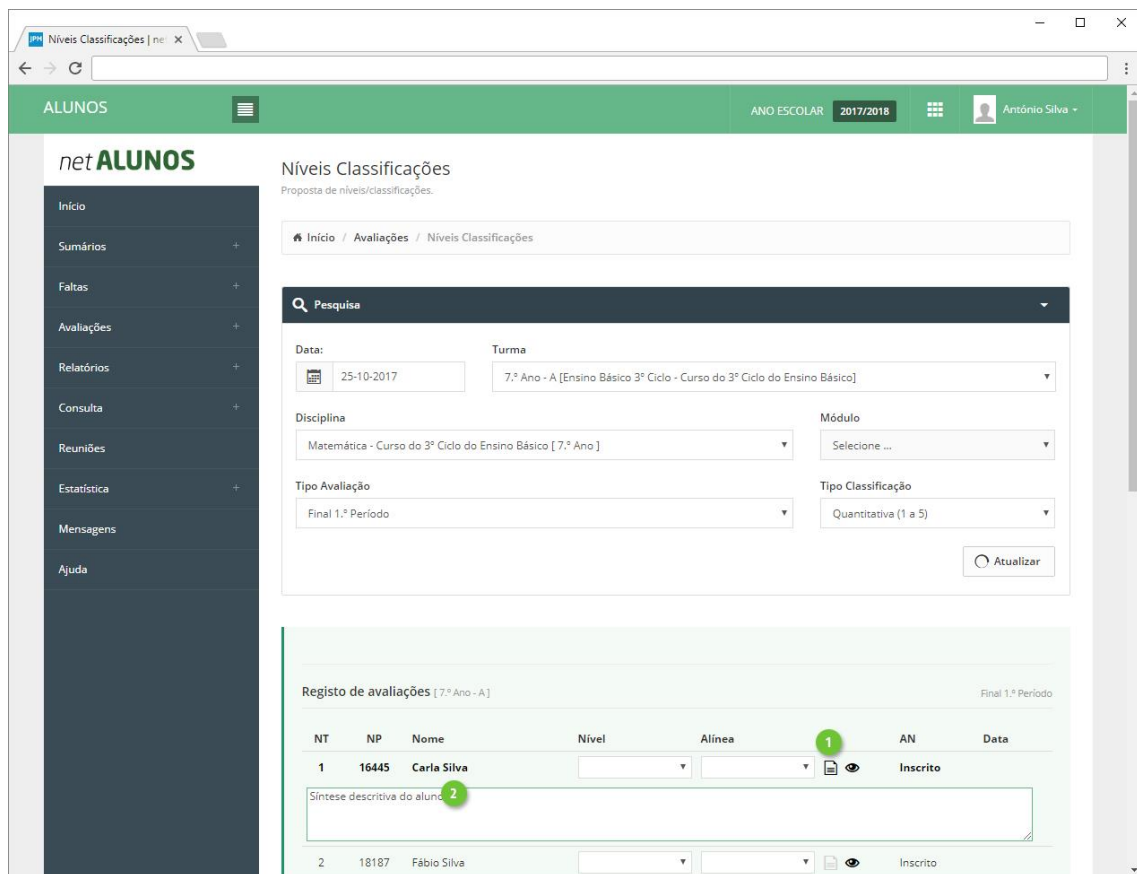 JPM Níveis Classificações | ne
ALUNOS ANO ESCOLAR 2017/2018 António Silva
net ALUNOS
Início
Sumários +
Faltas +
Avaliações +
Relatórios +
Consulta +
Reuniões
Estatística +
Mensagens
Ajuda
Níveis Classificações
Proposta de níveis/classificações.
Início / Avaliações / Níveis Classificações
Pesquisa
Data: Turma
25-10-2017 7.º Ano - A [Ensino Básico 3º Ciclo - Curso do 3º Ciclo do Ensino Básico]
Disciplina Módulo
Matemática - Curso do 3º Ciclo do Ensino Básico [ 7.º Ano ] Selecione ...
Tipo Avaliação Tipo Classificação
Final 1.º Período Quantitativa (1 a 5)
Atualizar
Registo de avaliações [ 7.º Ano - A ] Final 1.º Período
NT NP Nome Nível Alínea 1 AN Data
1 16445 Carla Silva Inscrito
Síntese descritiva do aluno 2
2 18187 Fábio Silva Inscrito